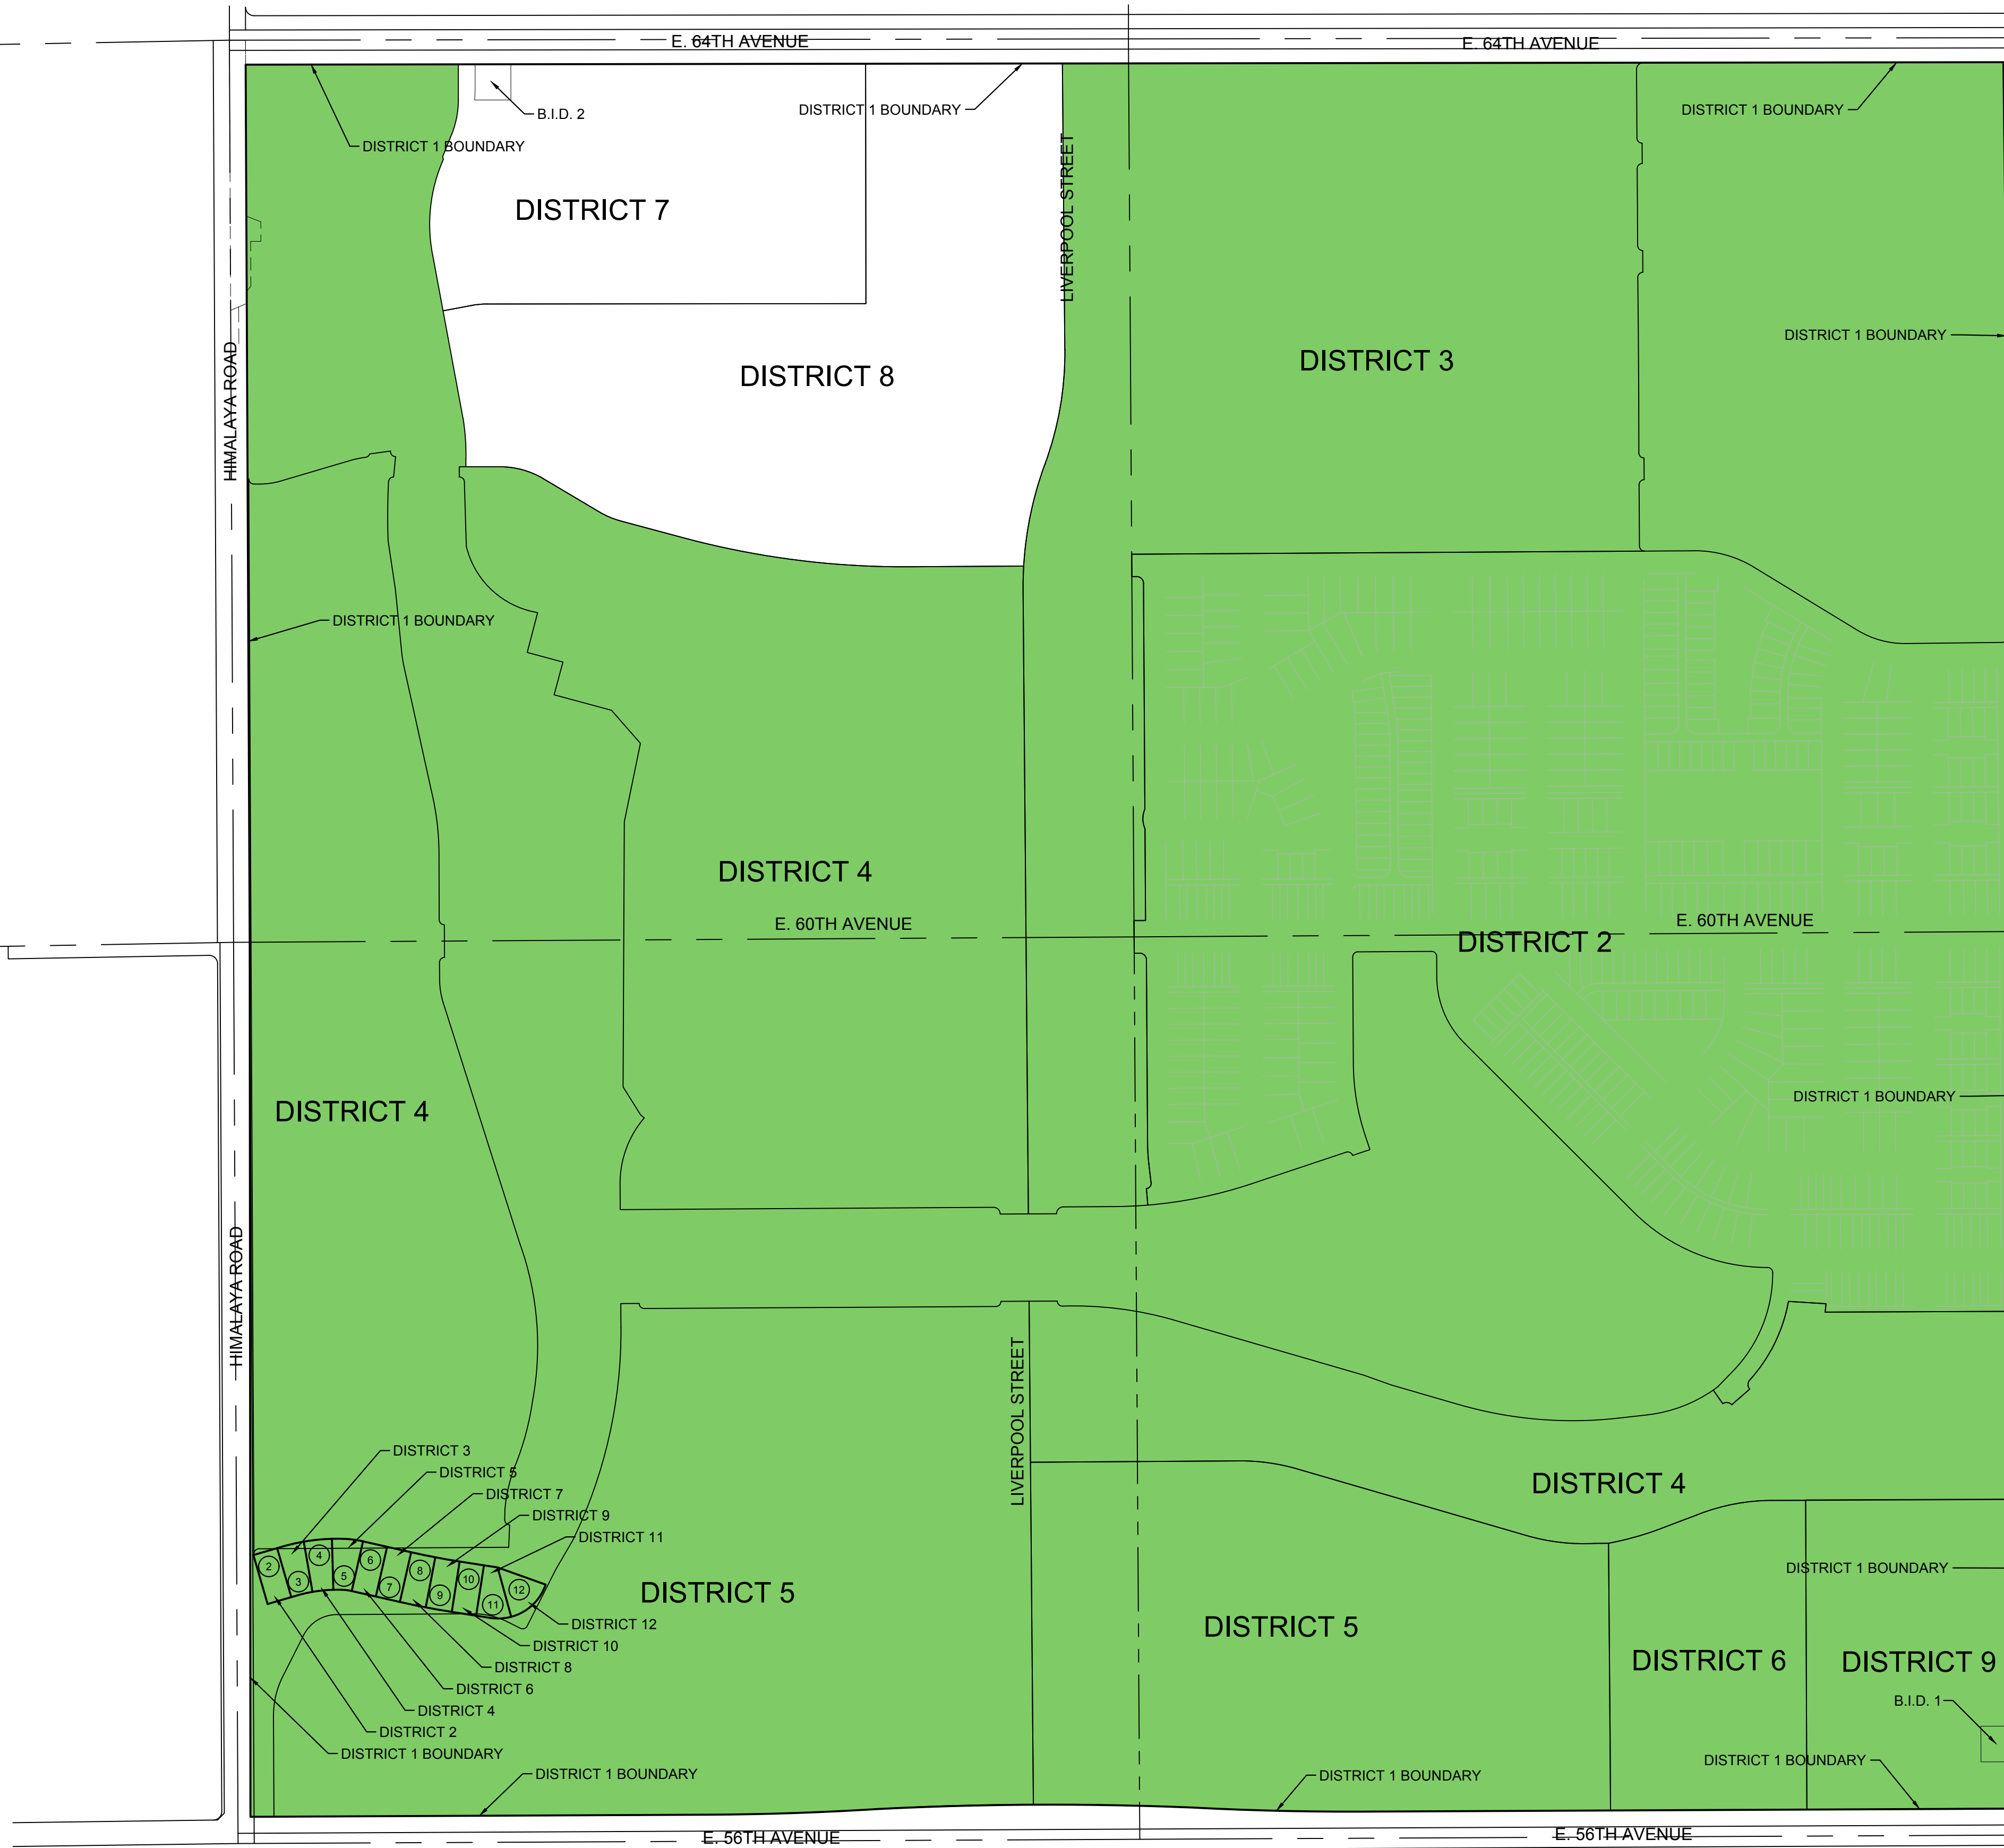 E. 64TH AVENUE
E. 64TH AVENUE
B.I.D. 2
DISTRICT 1 BOUNDARY
DISTRICT 1 BOUNDARY
DISTRICT 1 BOUNDARY
DISTRICT 7
LIVERPOOL STREET
DISTRICT 1 BOUNDARY
DISTRICT 3
DISTRICT 8
HIMALAYA ROAD
DISTRICT 1 BOUNDARY
DISTRICT 4
E. 60TH AVENUE
E. 60TH AVENUE
DISTRICT 2
DISTRICT 1 BOUNDARY
DISTRICT 4
HIMALAYA ROAD
LIVERPOOL STREET
DISTRICT 3
DISTRICT 5
DISTRICT 7
DISTRICT 9
DISTRICT 11
DISTRICT 4
2
3
4
5
6
7
8
9
10
11
12
DISTRICT 5
DISTRICT 1 BOUNDARY
DISTRICT 12
DISTRICT 10
DISTRICT 8
DISTRICT 6
DISTRICT 4
DISTRICT 2
DISTRICT 1 BOUNDARY
DISTRICT 5
DISTRICT 6
DISTRICT 9
B.I.D. 1
DISTRICT 1 BOUNDARY
DISTRICT 1 BOUNDARY
DISTRICT 1 BOUNDARY
E. 56TH AVENUE
E. 56TH AVENUE